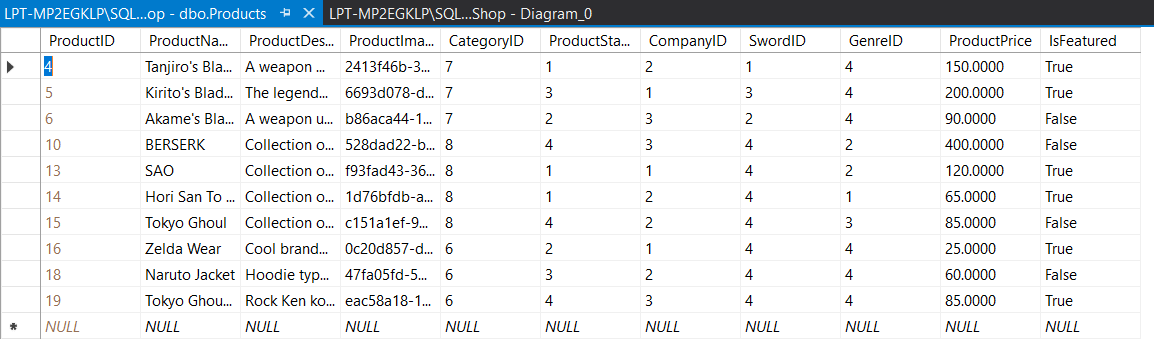 LPT-MP2EGKLP\SQL...op - dbo.Products LPT-MP2EGKLP\SQL...Shop - Diagram_0
ProductID ProductNa... ProductDes... ProductIma... CategoryID ProductSta... CompanyID SwordID GenreID ProductPrice IsFeatured
4 Tanjiro's Bla... A weapon ... 2413f46b-3... 7 1 2 1 4 150.0000 True
5 Kirito's Blad... The legend... 6693d078-d... 7 3 1 3 4 200.0000 True
6 Akame's Bla... A weapon u... b86aca44-1... 7 2 3 2 4 90.0000 False
10 BERSERK Collection o... 528dad22-b... 8 4 3 4 2 400.0000 False
13 SAO Collection o... f93fad43-36... 8 1 1 4 2 120.0000 True
14 Hori San To ... Collection o... 1d76bfdb-a... 8 1 2 4 1 65.0000 True
15 Tokyo Ghoul Collection o... c151a1ef-9... 8 4 2 4 3 85.0000 False
16 Zelda Wear Cool brand... 0c20d857-d... 6 2 1 4 4 25.0000 True
18 Naruto Jacket Hoodie typ... 47fa05fd-5... 6 3 2 4 4 60.0000 False
19 Tokyo Ghou... Rock Ken ko... eac58a18-1... 6 4 3 4 4 85.0000 True
NULL NULL NULL NULL NULL NULL NULL NULL NULL NULL NULL